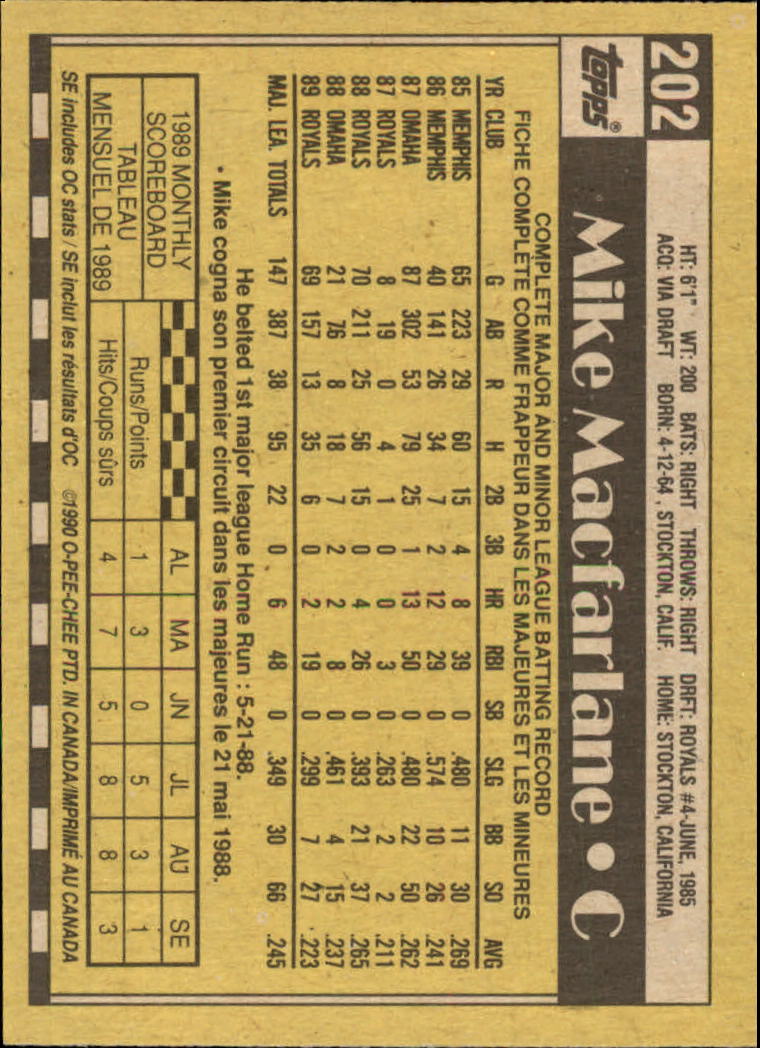 202
HT: 6'1" WT: 200 BATS: RIGHT THROWS: RIGHT DRFT: ROYALS #4-JUNE, 1985
ACQ: VIA DRAFT BORN: 4-12-64, STOCKTON, CALIF. HOME: STOCKTON, CALIFORNIA
topps® Mike Macfarlane • C
COMPLETE MAJOR AND MINOR LEAGUE BATTING RECORD
FICHE COMPLÈTE COMME FRAPPEUR DANS LES MAJEURES ET LES MINEURES
YR CLUB G AB R H 2B 3B HR RBI SB SLG BB SO AVG
85 MEMPHIS 65 223 29 60 15 4 8 39 0 .480 11 30 .269
86 MEMPHIS 40 141 26 34 7 2 12 29 0 .574 10 26 .241
87 OMAHA 87 302 53 79 25 1 13 50 0 .480 22 50 .262
87 ROYALS 8 19 0 4 1 0 0 3 0 .263 2 2 .211
88 ROYALS 70 211 25 56 15 0 4 26 0 .393 21 37 .265
88 OMAHA 21 76 8 18 7 2 2 8 0 .461 4 15 .237
89 ROYALS 69 157 13 35 6 0 2 19 0 .299 7 27 .223
MAJ. LEA. TOTALS 147 387 38 95 22 0 6 48 0 .349 30 66 .245
He belted 1st major league Home Run : 5-21-88.
• Mike cogna son premier circuit dans les majeures le 21 mai 1988.
1989 MONTHLY
SCOREBOARD
TABLEAU
MENSUEL DE 1989
AL MA JN JL AU SE
Runs/Points 1 3 0 5 3 1
Hits/Coups sûrs 4 7 5 8 8 3
SE includes OC stats / SE inclut les résultats d'OC ©1990 O-PEE-CHEE PTD. IN CANADA/IMPRIMÉ AU CANADA